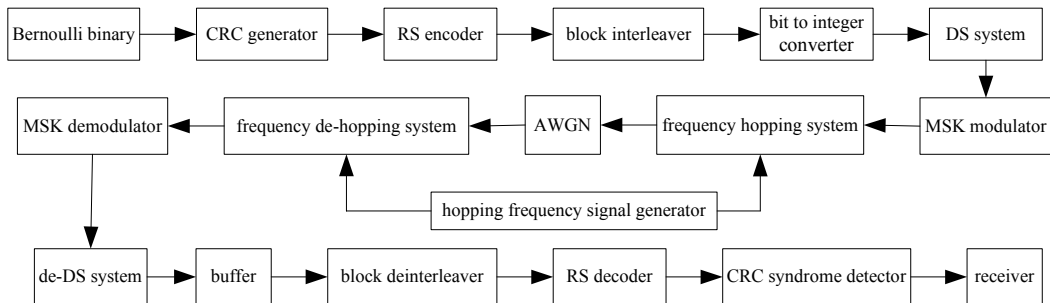 Bernoulli binary
CRC generator
RS encoder
block interleaver
bit to integer
converter
DS system
MSK demodulator
frequency de-hopping system
AWGN
frequency hopping system
MSK modulator
hopping frequency signal generator
de-DS system
buffer
block deinterleaver
RS decoder
CRC syndrome detector
receiver